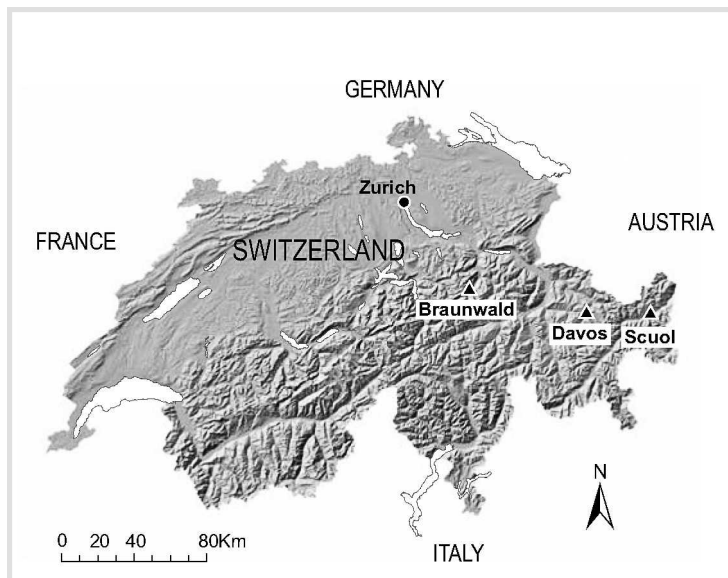 GERMANY
Zurich
FRANCE
SWITZERLAND
AUSTRIA
Braunwald
Davos
Scuol
N
0 20 40 80Km
ITALY